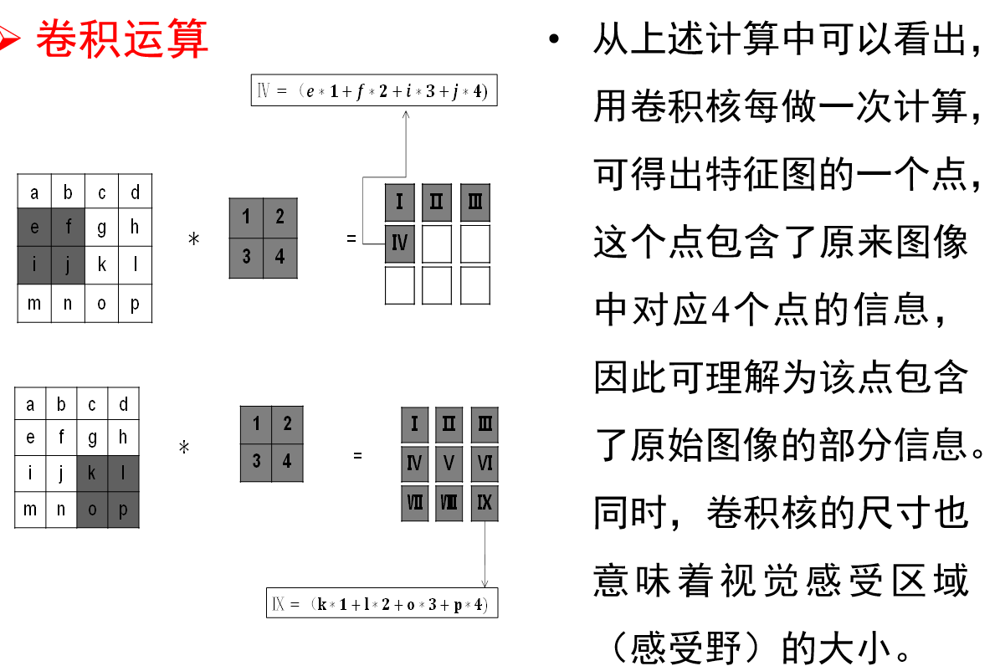 卷积运算
Ⅳ = （e*1+f*2+i*3+j*4)
a b c d
e f g h
i j k l
m n o p
*
1 2
3 4
=
Ⅰ Ⅱ Ⅲ
Ⅳ
a b c d
e f g h
i j k l
m n o p
*
1 2
3 4
=
Ⅰ Ⅱ Ⅲ
Ⅳ Ⅴ Ⅵ
Ⅶ Ⅷ Ⅸ
Ⅸ = （k*1+l*2+o*3+p*4)
• 从上述计算中可以看出，
用卷积核每做一次计算，
可得出特征图的一个点，
这个点包含了原来图像
中对应4个点的信息，
因此可理解为该点包含
了原始图像的部分信息。
同时，卷积核的尺寸也
意味着视觉感受区域
（感受野）的大小。